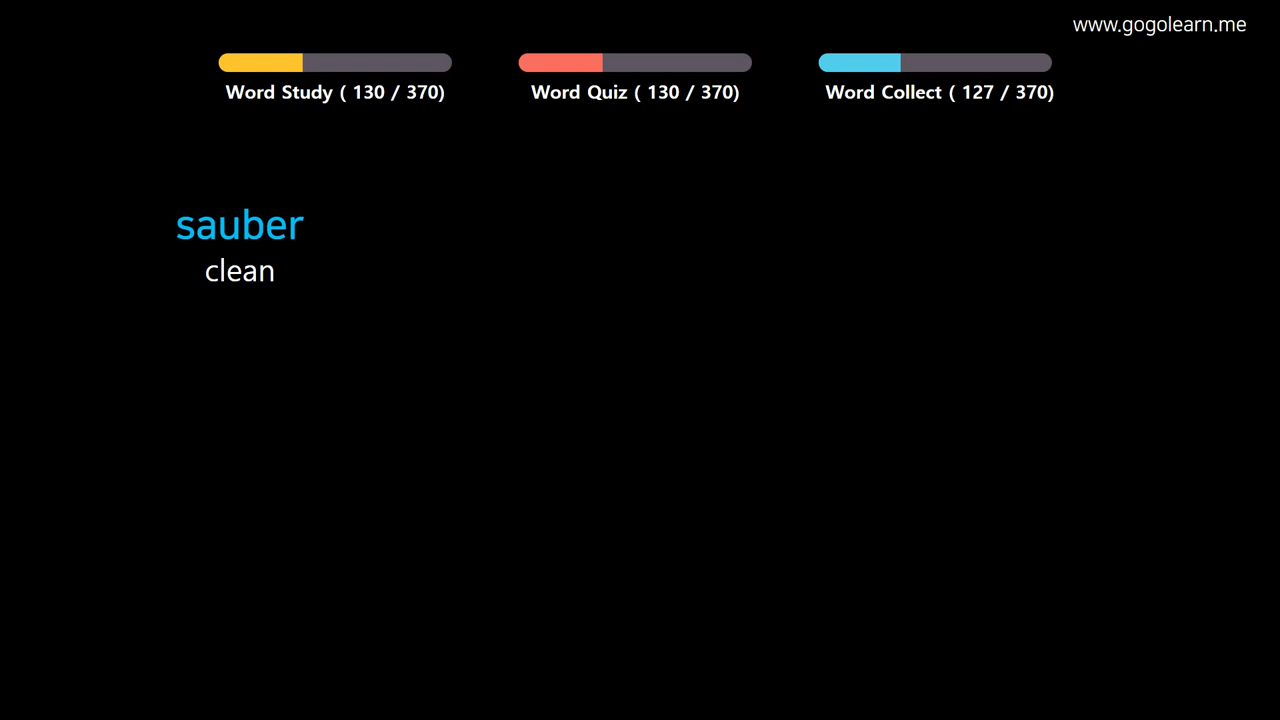 www.gogolearn.me
Word Study ( 130 / 370)
Word Quiz ( 130 / 370)
Word Collect ( 127 / 370)
sauber
clean